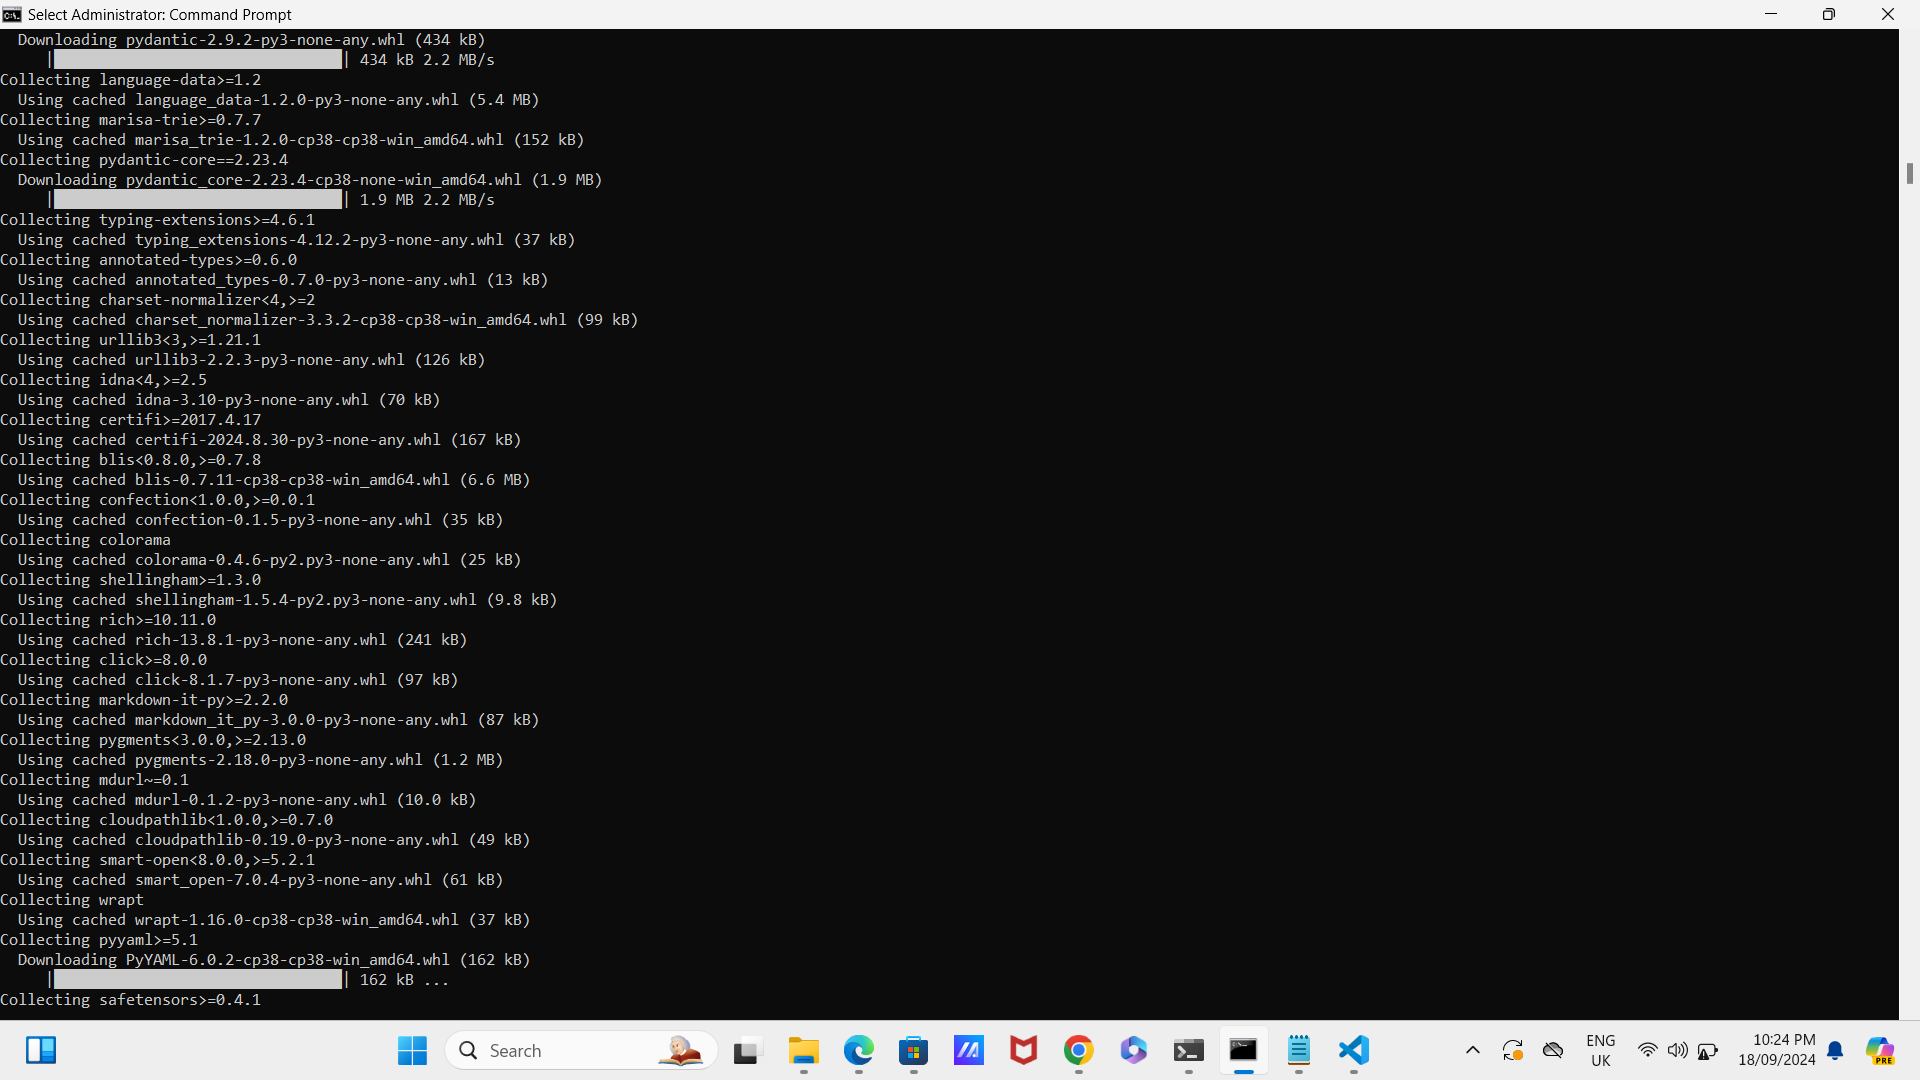 Select Administrator: Command Prompt
Downloading pydantic-2.9.2-py3-none-any.whl (434 kB)
| | 434 kB 2.2 MB/s
Collecting language-data>=1.2
Using cached language_data-1.2.0-py3-none-any.whl (5.4 MB)
Collecting marisa-trie>=0.7.7
Using cached marisa_trie-1.2.0-cp38-cp38-win_amd64.whl (152 kB)
Collecting pydantic-core==2.23.4
Downloading pydantic_core-2.23.4-cp38-none-win_amd64.whl (1.9 MB)
| | 1.9 MB 2.2 MB/s
Collecting typing-extensions>=4.6.1
Using cached typing_extensions-4.12.2-py3-none-any.whl (37 kB)
Collecting annotated-types>=0.6.0
Using cached annotated_types-0.7.0-py3-none-any.whl (13 kB)
Collecting charset-normalizer<4,>=2
Using cached charset_normalizer-3.3.2-cp38-cp38-win_amd64.whl (99 kB)
Collecting urllib3<3,>=1.21.1
Using cached urllib3-2.2.3-py3-none-any.whl (126 kB)
Collecting idna<4,>=2.5
Using cached idna-3.10-py3-none-any.whl (70 kB)
Collecting certifi>=2017.4.17
Using cached certifi-2024.8.30-py3-none-any.whl (167 kB)
Collecting blis<0.8.0,>=0.7.8
Using cached blis-0.7.11-cp38-cp38-win_amd64.whl (6.6 MB)
Collecting confection<1.0.0,>=0.0.1
Using cached confection-0.1.5-py3-none-any.whl (35 kB)
Collecting colorama
Using cached colorama-0.4.6-py2.py3-none-any.whl (25 kB)
Collecting shellingham>=1.3.0
Using cached shellingham-1.5.4-py2.py3-none-any.whl (9.8 kB)
Collecting rich>=10.11.0
Using cached rich-13.8.1-py3-none-any.whl (241 kB)
Collecting click>=8.0.0
Using cached click-8.1.7-py3-none-any.whl (97 kB)
Collecting markdown-it-py>=2.2.0
Using cached markdown_it_py-3.0.0-py3-none-any.whl (87 kB)
Collecting pygments<3.0.0,>=2.13.0
Using cached pygments-2.18.0-py3-none-any.whl (1.2 MB)
Collecting mdurl~=0.1
Using cached mdurl-0.1.2-py3-none-any.whl (10.0 kB)
Collecting cloudpathlib<1.0.0,>=0.7.0
Using cached cloudpathlib-0.19.0-py3-none-any.whl (49 kB)
Collecting smart-open<8.0.0,>=5.2.1
Using cached smart_open-7.0.4-py3-none-any.whl (61 kB)
Collecting wrapt
Using cached wrapt-1.16.0-cp38-cp38-win_amd64.whl (37 kB)
Collecting pyyaml>=5.1
Downloading PyYAML-6.0.2-cp38-cp38-win_amd64.whl (162 kB)
| | 162 kB ...
Collecting safetensors>=0.4.1
Search
ENG
UK
10:24 PM
18/09/2024
PRE